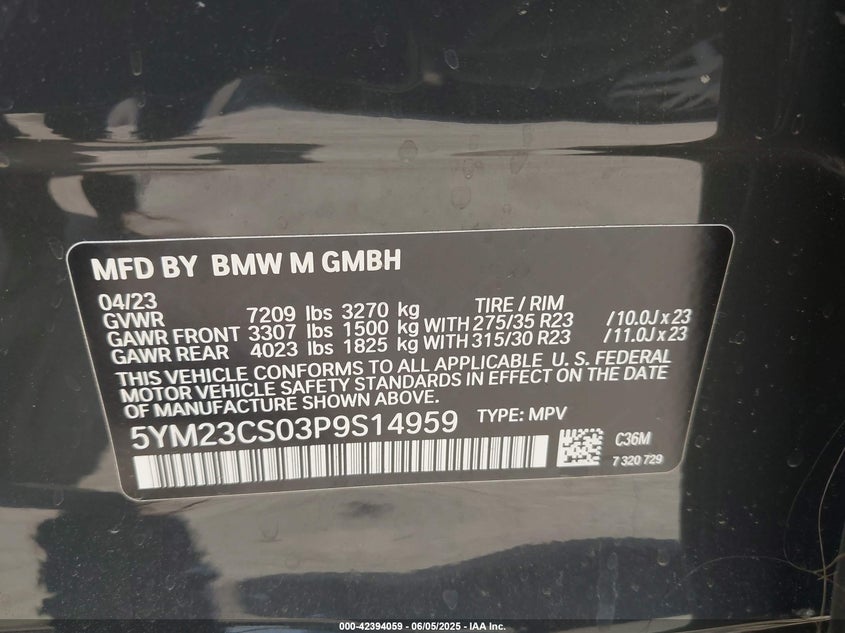 MFD BY BMW M GMBH
04/23
GVWR 7209 lbs 3270 kg TIRE / RIM
GAWR FRONT 3307 lbs 1500 kg WITH 275/35 R23 / 10.0J x 23
GAWR REAR 4023 lbs 1825 kg WITH 315/30 R23 / 11.0J x 23
THIS VEHICLE CONFORMS TO ALL APPLICABLE U. S. FEDERAL
MOTOR VEHICLE SAFETY STANDARDS IN EFFECT ON THE DATE
OF MANUFACTURE SHOWN ABOVE.
5YM23CS03P9S14959 TYPE: MPV
C36M
7 320 729
000-42394059 - 06/05/2025 - IAA Inc.